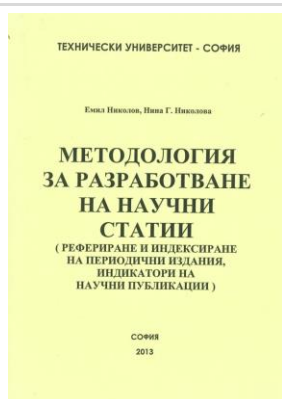 ТЕХНИЧЕСКИ УНИВЕРСИТЕТ - СОФИЯ
Емил Николов, Нина Г. Николова
МЕТОДОЛОГИЯ
ЗА РАЗРАБОТВАНЕ
НА НАУЧНИ
СТАТИИ
( РЕФЕРИРАНЕ И ИНДЕКСИРАНЕ
НА ПЕРИОДИЧНИ ИЗДАНИЯ,
ИНДИКАТОРИ НА
НАУЧНИ ПУБЛИКАЦИИ )
СОФИЯ
2013